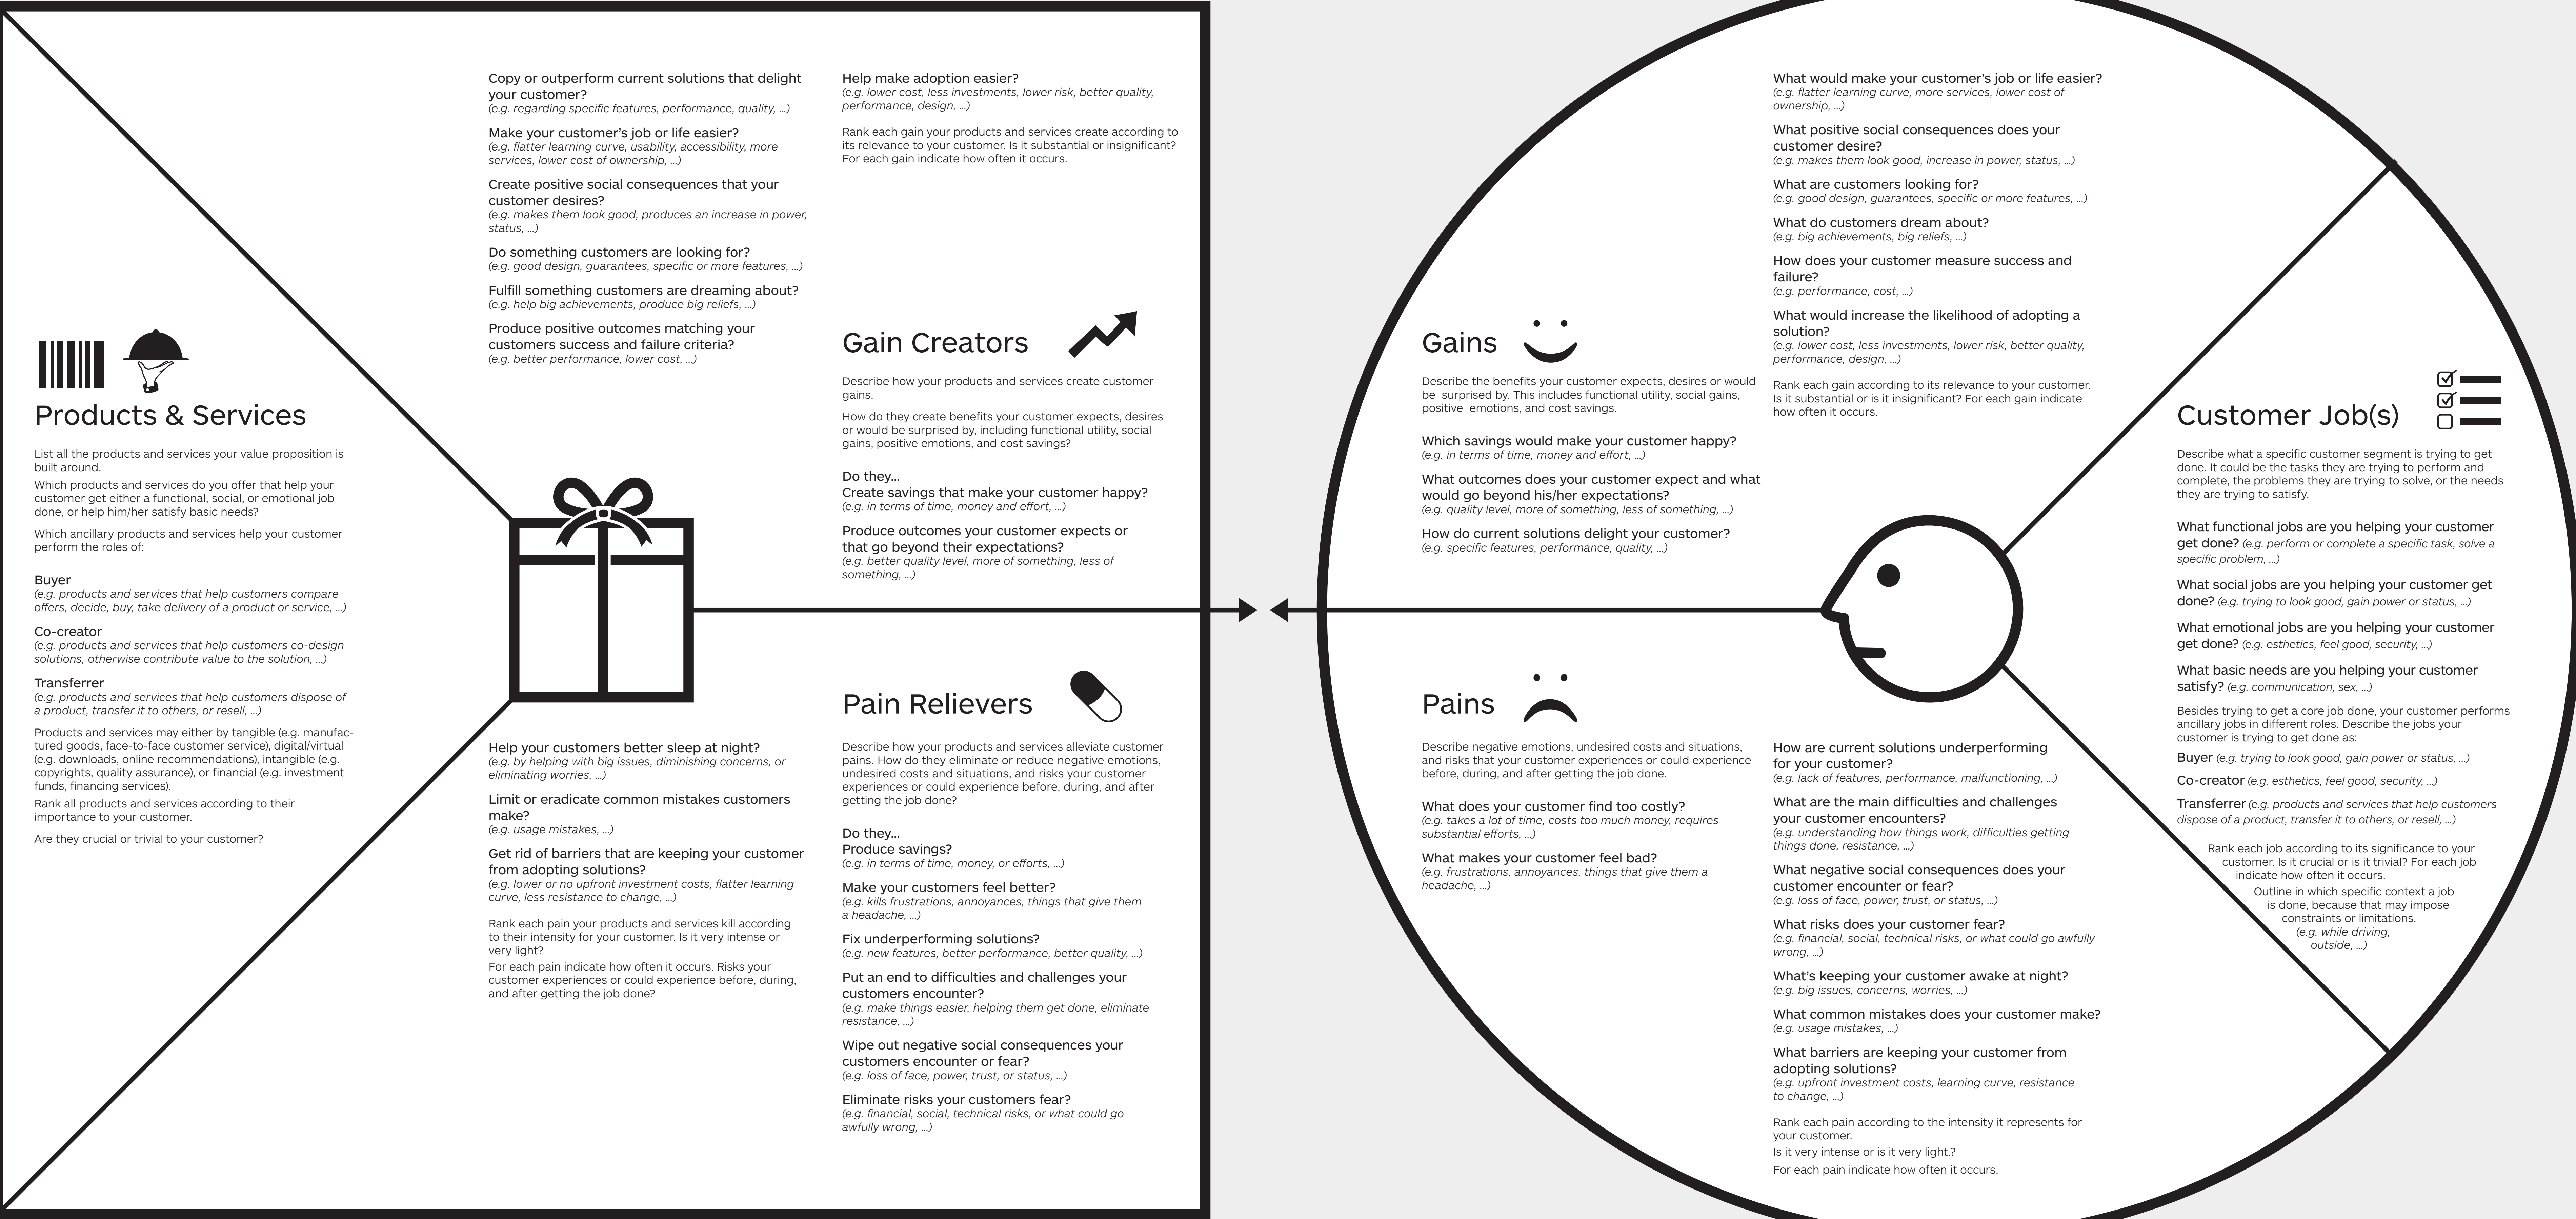 Products & Services
List all the products and services your value proposition is
built around.
Which products and services do you offer that help your
customer get either a functional, social, or emotional job
done, or help him/her satisfy basic needs?
Which ancillary products and services help your customer
perform the roles of:
Buyer
(e.g. products and services that help customers compare
offers, decide, buy, take delivery of a product or service, …)
Co-creator
(e.g. products and services that help customers co-design
solutions, otherwise contribute value to the solution, …)
Transferrer
(e.g. products and services that help customers dispose of
a product, transfer it to others, or resell, …)
Products and services may either by tangible (e.g. manufac-
tured goods, face-to-face customer service), digital/virtual
(e.g. downloads, online recommendations), intangible (e.g.
copyrights, quality assurance), or financial (e.g. investment
funds, financing services).
Rank all products and services according to their
importance to your customer.
Are they crucial or trivial to your customer?
Gain Creators
Describe how your products and services create customer
gains.
How do they create benefits your customer expects, desires
or would be surprised by, including functional utility, social
gains, positive emotions, and cost savings?
Do they…
Create savings that make your customer happy?
(e.g. in terms of time, money and effort, …)
Produce outcomes your customer expects or
that go beyond their expectations?
(e.g. better quality level, more of something, less of
something, …)
Copy or outperform current solutions that delight
your customer?
(e.g. regarding specific features, performance, quality, …)
Make your customer’s job or life easier?
(e.g. flatter learning curve, usability, accessibility, more
services, lower cost of ownership, …)
Create positive social consequences that your
customer desires?
(e.g. makes them look good, produces an increase in power,
status, …)
Do something customers are looking for?
(e.g. good design, guarantees, specific or more features, …)
Fulfill something customers are dreaming about?
(e.g. help big achievements, produce big reliefs, …)
Produce positive outcomes matching your
customers success and failure criteria?
(e.g. better performance, lower cost, …)
Help make adoption easier?
(e.g. lower cost, less investments, lower risk, better quality,
performance, design, …)
Rank each gain your products and services create according to
its relevance to your customer. Is it substantial or insignificant?
For each gain indicate how often it occurs.
Pain Relievers
Describe how your products and services alleviate customer
pains. How do they eliminate or reduce negative emotions,
undesired costs and situations, and risks your customer
experiences or could experience before, during, and after
getting the job done?
Do they…
Produce savings?
(e.g. in terms of time, money, or efforts, …)
Make your customers feel better?
(e.g. kills frustrations, annoyances, things that give them
a headache, …)
Fix underperforming solutions?
(e.g. new features, better performance, better quality, …)
Put an end to difficulties and challenges your
customers encounter?
(e.g. make things easier, helping them get done, eliminate
resistance, …)
Wipe out negative social consequences your
customers encounter or fear?
(e.g. loss of face, power, trust, or status, …)
Eliminate risks your customers fear?
(e.g. financial, social, technical risks, or what could go
awfully wrong, …)
Help your customers better sleep at night?
(e.g. by helping with big issues, diminishing concerns, or
eliminating worries, …)
Limit or eradicate common mistakes customers
make?
(e.g. usage mistakes, …)
Get rid of barriers that are keeping your customer
from adopting solutions?
(e.g. lower or no upfront investment costs, flatter learning
curve, less resistance to change, …)
Rank each pain your products and services kill according
to their intensity for your customer. Is it very intense or
very light?
For each pain indicate how often it occurs. Risks your
customer experiences or could experience before, during,
and after getting the job done?
Gains
Describe the benefits your customer expects, desires or would
be surprised by. This includes functional utility, social gains,
positive emotions, and cost savings.
Which savings would make your customer happy?
(e.g. in terms of time, money and effort, …)
What outcomes does your customer expect and what
would go beyond his/her expectations?
(e.g. quality level, more of something, less of something, …)
How do current solutions delight your customer?
(e.g. specific features, performance, quality, …)
What would make your customer’s job or life easier?
(e.g. flatter learning curve, more services, lower cost of
ownership, …)
What positive social consequences does your
customer desire?
(e.g. makes them look good, increase in power, status, …)
What are customers looking for?
(e.g. good design, guarantees, specific or more features, …)
What do customers dream about?
(e.g. big achievements, big reliefs, …)
How does your customer measure success and
failure?
(e.g. performance, cost, …)
What would increase the likelihood of adopting a
solution?
(e.g. lower cost, less investments, lower risk, better quality,
performance, design, …)
Rank each gain according to its relevance to your customer.
Is it substantial or is it insignificant? For each gain indicate
how often it occurs.
Pains
Describe negative emotions, undesired costs and situations,
and risks that your customer experiences or could experience
before, during, and after getting the job done.
What does your customer find too costly?
(e.g. takes a lot of time, costs too much money, requires
substantial efforts, …)
What makes your customer feel bad?
(e.g. frustrations, annoyances, things that give them a
headache, …)
How are current solutions underperforming
for your customer?
(e.g. lack of features, performance, malfunctioning, …)
What are the main difficulties and challenges
your customer encounters?
(e.g. understanding how things work, difficulties getting
things done, resistance, …)
What negative social consequences does your
customer encounter or fear?
(e.g. loss of face, power, trust, or status, …)
What risks does your customer fear?
(e.g. financial, social, technical risks, or what could go awfully
wrong, …)
What’s keeping your customer awake at night?
(e.g. big issues, concerns, worries, …)
What common mistakes does your customer make?
(e.g. usage mistakes, …)
What barriers are keeping your customer from
adopting solutions?
(e.g. upfront investment costs, learning curve, resistance
to change, …)
Rank each pain according to the intensity it represents for
your customer.
Is it very intense or is it very light.?
For each pain indicate how often it occurs.
Customer Job(s)
Describe what a specific customer segment is trying to get
done. It could be the tasks they are trying to perform and
complete, the problems they are trying to solve, or the needs
they are trying to satisfy.
What functional jobs are you helping your customer
get done? (e.g. perform or complete a specific task, solve a
specific problem, …)
What social jobs are you helping your customer get
done? (e.g. trying to look good, gain power or status, …)
What emotional jobs are you helping your customer
get done? (e.g. esthetics, feel good, security, …)
What basic needs are you helping your customer
satisfy? (e.g. communication, sex, …)
Besides trying to get a core job done, your customer performs
ancillary jobs in different roles. Describe the jobs your
customer is trying to get done as:
Buyer (e.g. trying to look good, gain power or status, …)
Co-creator (e.g. esthetics, feel good, security, …)
Transferrer (e.g. products and services that help customers
dispose of a product, transfer it to others, or resell, …)
Rank each job according to its significance to your
customer. Is it crucial or is it trivial? For each job
indicate how often it occurs.
Outline in which specific context a job
is done, because that may impose
constraints or limitations.
(e.g. while driving,
outside, …)